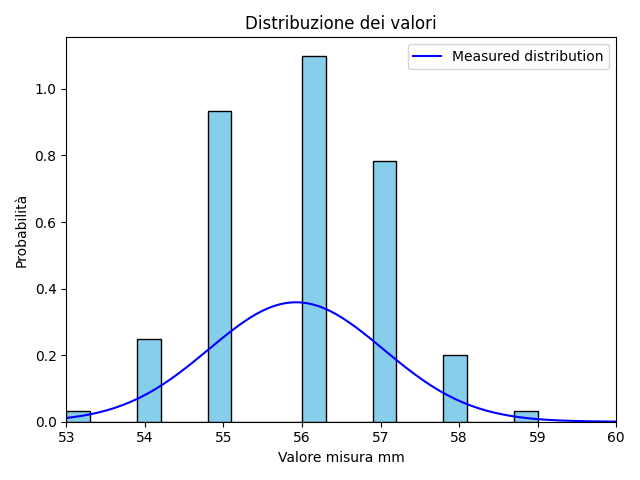 Distribuzione dei valori
Measured distribution
Probabilità
1.0
0.8
0.6
0.4
0.2
0.0
53 54 55 56 57 58 59 60
Valore misura mm